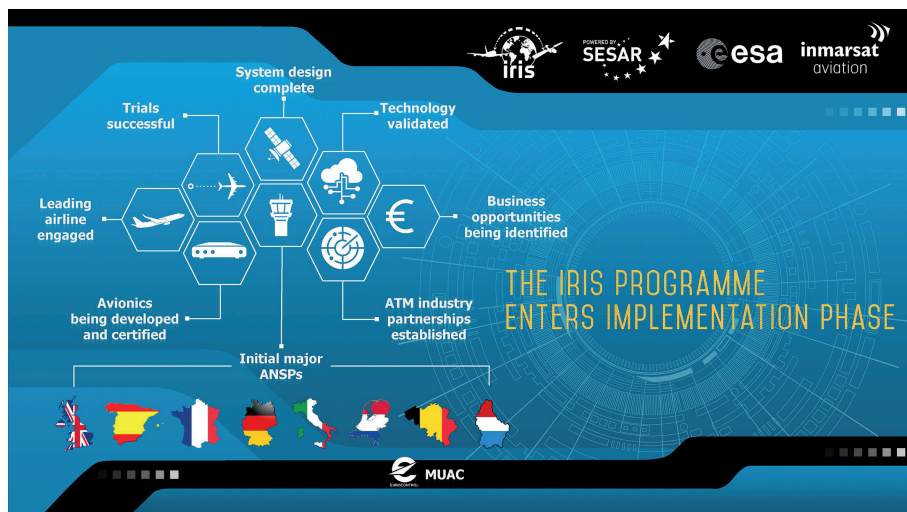 iris
POWERED BY
SESAR
esa
inmarsat
aviation
System design
complete
Trials
successful
Technology
validated
Leading
airline
engaged
€
Business
opportunities
being identified
Avionics
being developed
and certified
ATM industry
partnerships
established
THE IRIS PROGRAMME
ENTERS IMPLEMENTATION PHASE
Initial major
ANSPs
EUROCONTROL
MUAC